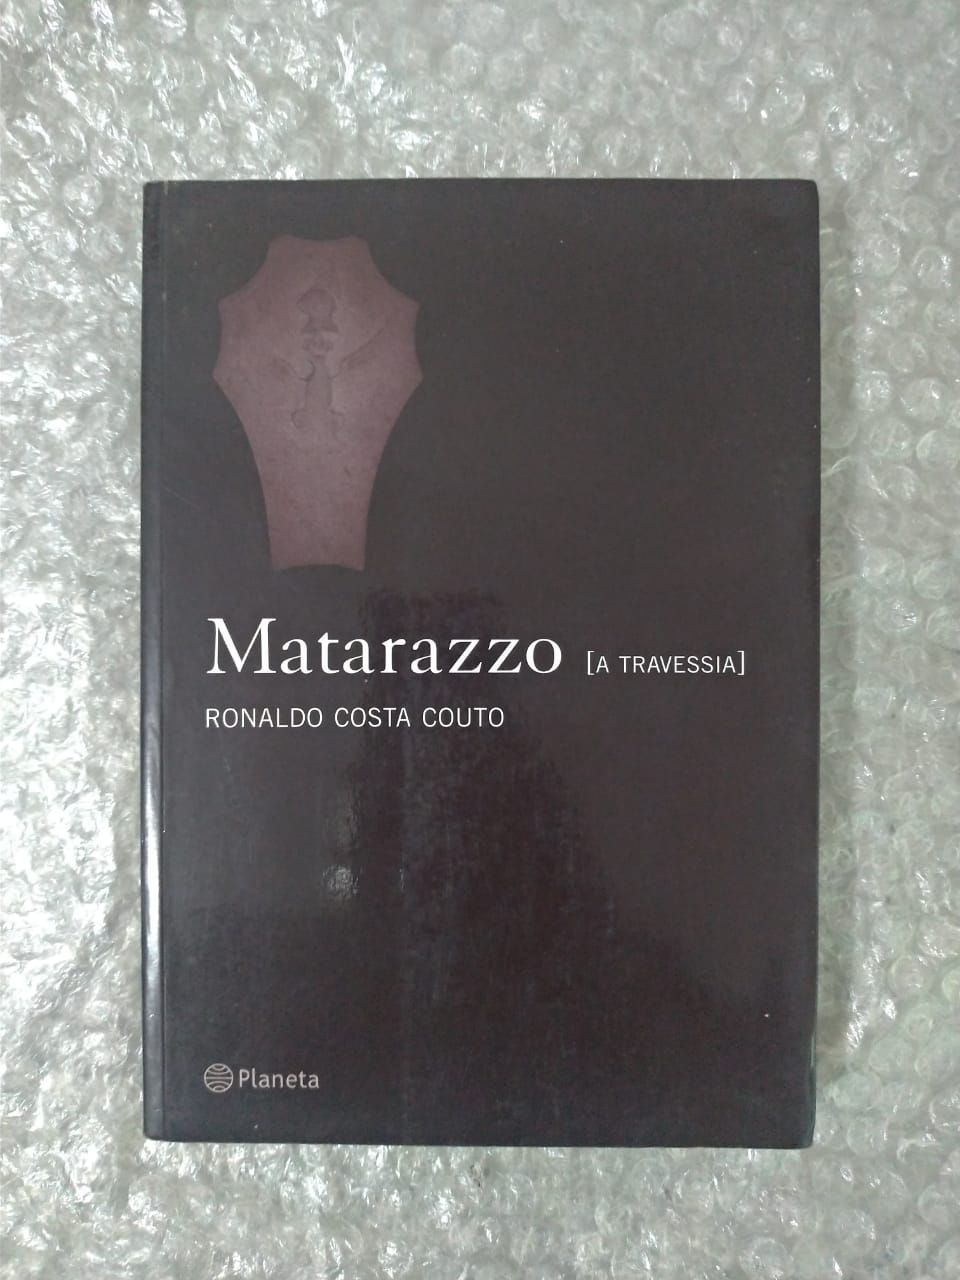 Matarazzo [A TRAVESSIA]
RONALDO COSTA COUTO
Planeta